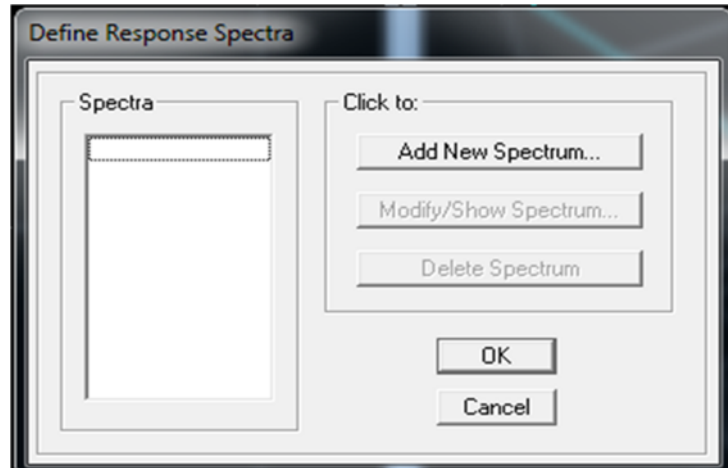 Define Response Spectra
Spectra
Click to:
Add New Spectrum...
Modify/Show Spectrum...
Delete Spectrum
OK
Cancel